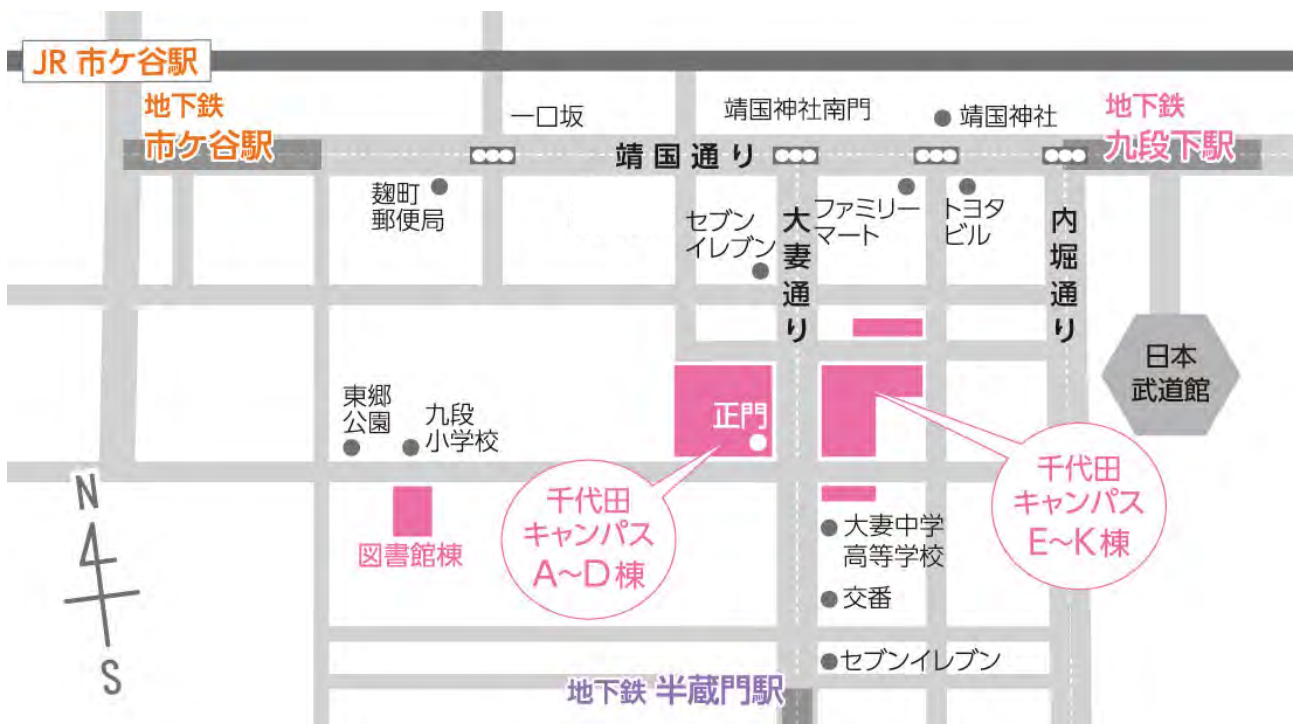 JR 市ケ谷駅
地下鉄
市ケ谷駅
一口坂
靖国神社南門
靖国神社
地下鉄
九段下駅
靖国通り
麹町
郵便局
セブン
イレブン
大妻通り
ファミリー
マート
トヨタ
ビル
内堀通り
日本
武道館
東郷
公園
九段
小学校
正門
千代田
キャンパス
A〜D棟
千代田
キャンパス
E〜K棟
図書館棟
大妻中学
高等学校
交番
セブンイレブン
地下鉄 半蔵門駅
N
S